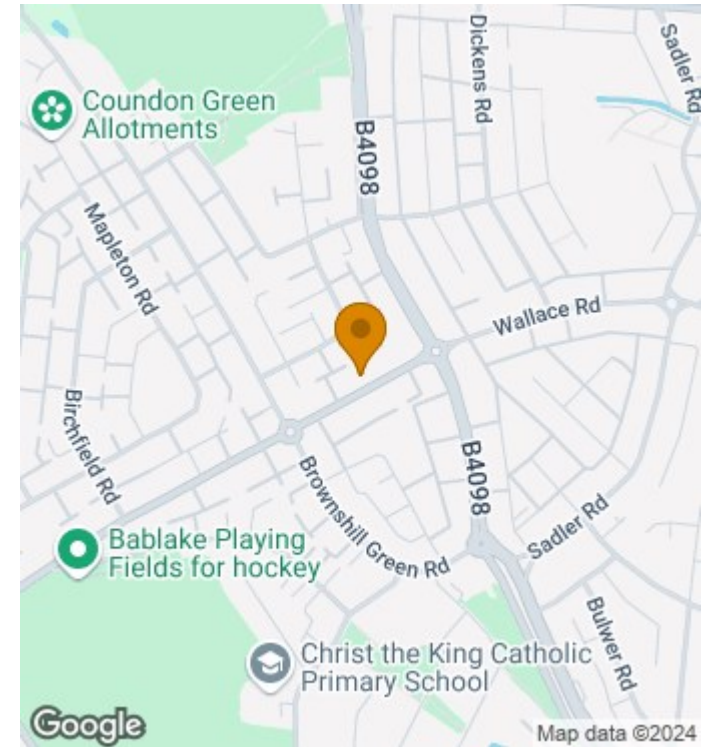 Dickens Rd
Sadler Rd
Coundon Green
Allotments
B4098
Mapleton Rd
Wallace Rd
Birchfield Rd
B4098
Brownshill Green Rd
Sadler Rd
Bablake Playing
Fields for hockey
Bulwer Rd
Christ the King Catholic
Primary School
Google
Map data ©2024